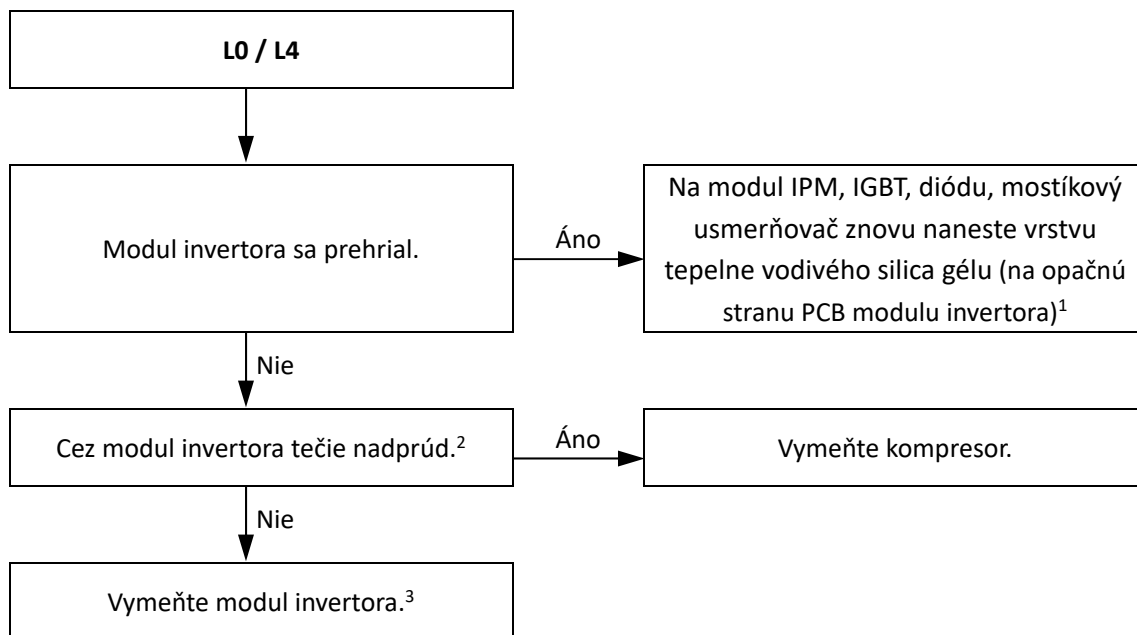 L0 / L4
Modul invertora sa prehrial.
Áno
Na modul IPM, IGBT, diódu, mostíkový
usmerňovač znovu naneste vrstvu
tepelne vodivého silica gélu (na opačnú
stranu PCB modulu invertora)¹
Nie
Cez modul invertora tečie nadprúd.²
Áno
Vymeňte kompresor.
Nie
Vymeňte modul invertora.³